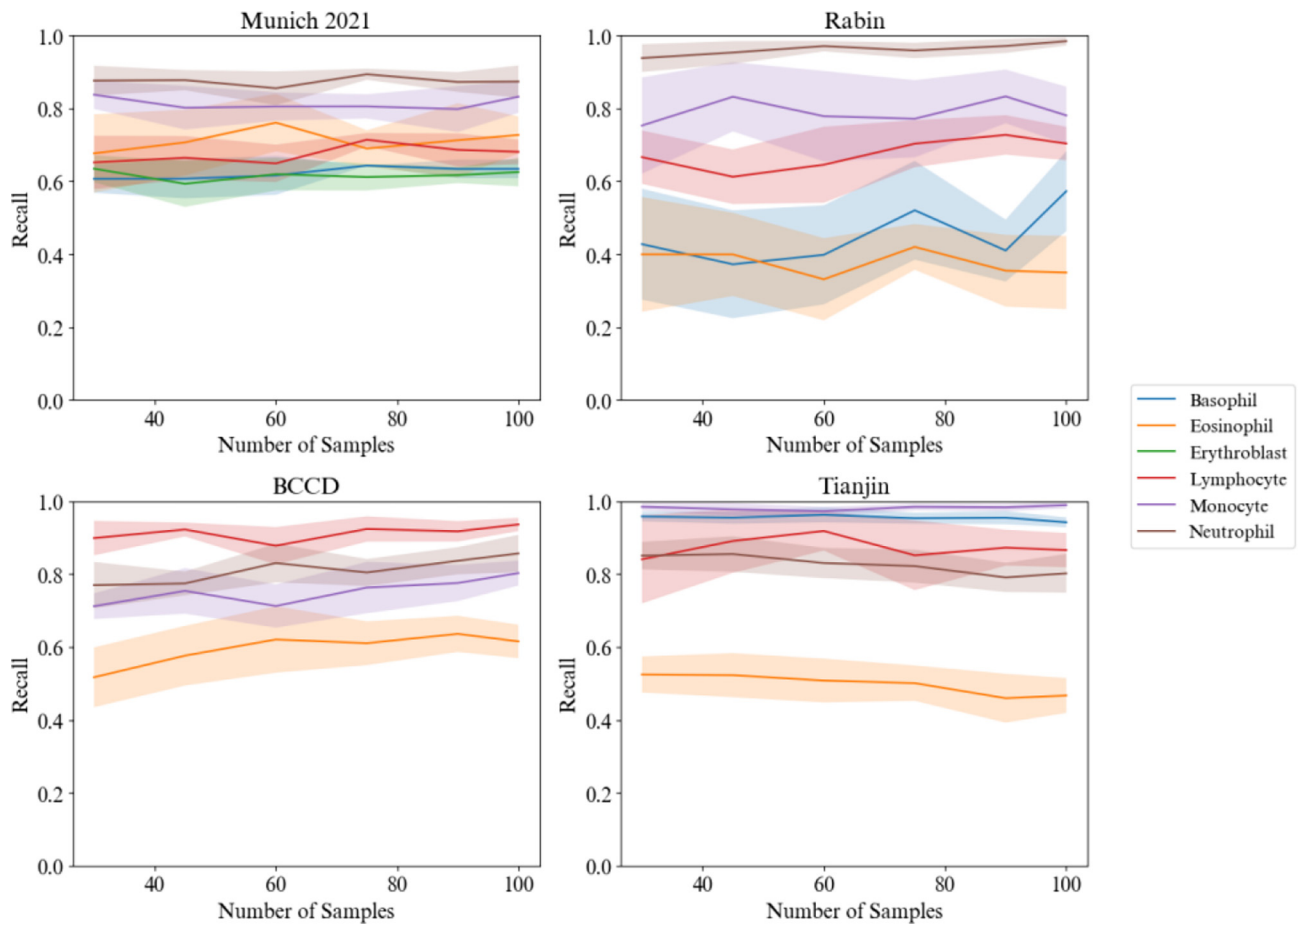 Munich 2021
1.0
0.8
0.6
0.4
0.2
0.0
Recall
40 60 80 100
Number of Samples
Rabin
1.0
0.8
0.6
0.4
0.2
0.0
Recall
40 60 80 100
Number of Samples
BCCD
1.0
0.8
0.6
0.4
0.2
0.0
Recall
40 60 80 100
Number of Samples
Tianjin
1.0
0.8
0.6
0.4
0.2
0.0
Recall
40 60 80 100
Number of Samples
Basophil
Eosinophil
Erythroblast
Lymphocyte
Monocyte
Neutrophil